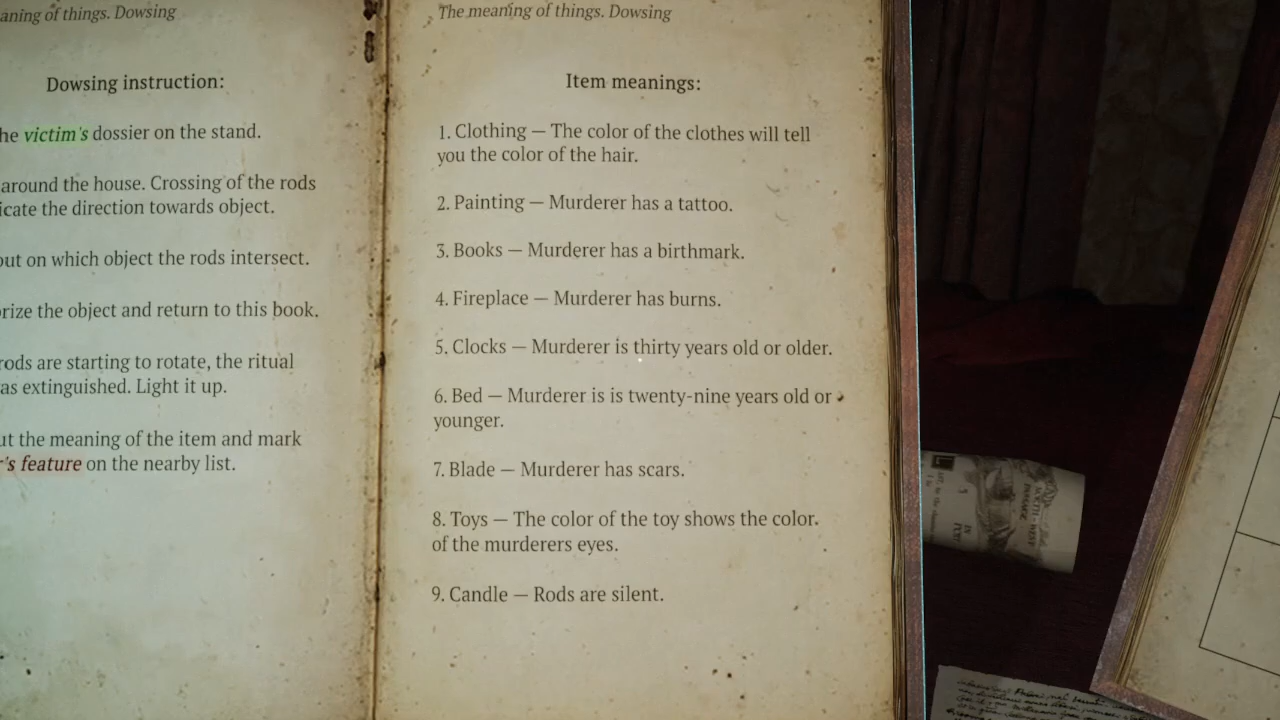 aning of things. Dowsing
Dowsing instruction:
he victim's dossier on the stand.
around the house. Crossing of the rods
icate the direction towards object.
out on which object the rods intersect.
rize the object and return to this book.
rods are starting to rotate, the ritual
as extinguished. Light it up.
ut the meaning of the item and mark
r's feature on the nearby list.
The meaning of things. Dowsing
Item meanings:
1. Clothing — The color of the clothes will tell
you the color of the hair.
2. Painting — Murderer has a tattoo.
3. Books — Murderer has a birthmark.
4. Fireplace — Murderer has burns.
5. Clocks — Murderer is thirty years old or older.
6. Bed — Murderer is is twenty-nine years old or
younger.
7. Blade — Murderer has scars.
8. Toys — The color of the toy shows the color.
of the murderers eyes.
9. Candle — Rods are silent.